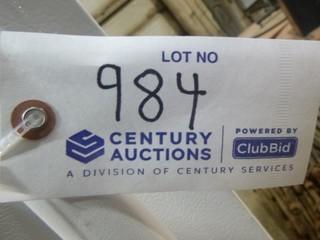 LOT NO
984
CENTURY AUCTIONS
POWERED BY
ClubBid
A DIVISION OF CENTURY SERVICES